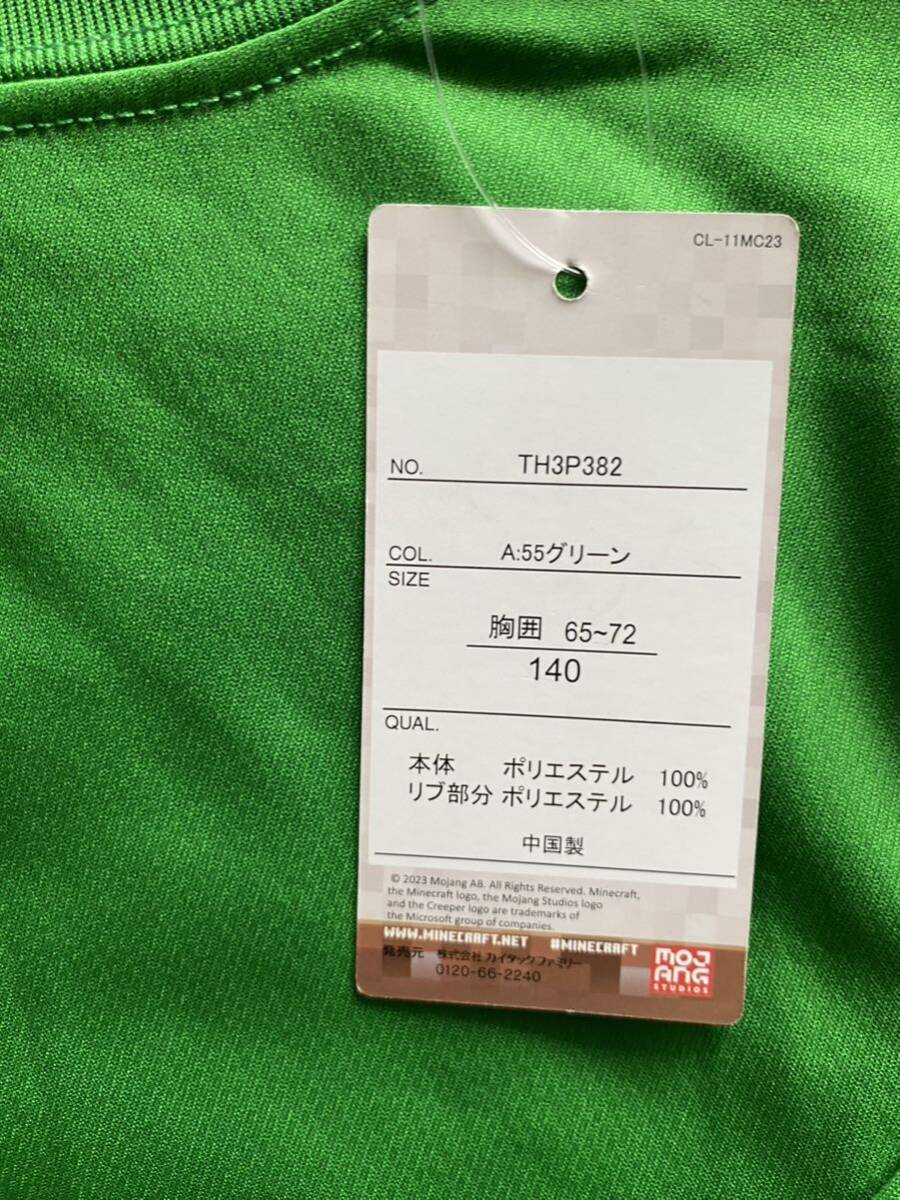 CL-11MC23
NO. TH3P382
COL. A:55グリーン
SIZE
胸囲 65~72
140
QUAL.
本体 ポリエステル 100%
リブ部分 ポリエステル 100%
中国製
© 2023 Mojang AB. All Rights Reserved. Minecraft,
the Minecraft logo, the Mojang Studios logo
and the Creeper logo are trademarks of
the Microsoft group of companies.
WWW.MINECRAFT.NET #MINECRAFT
発売元 株式会社 カイタックファミリー
0120-66-2240
MOJ
ANG
STUDIOS